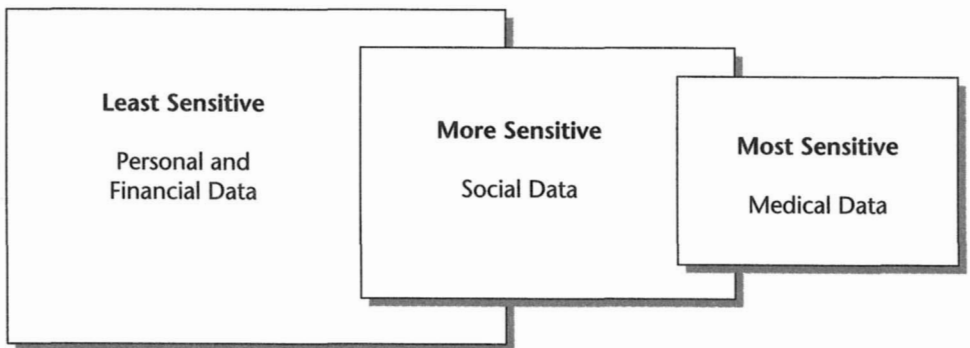 Least Sensitive
Personal and
Financial Data
More Sensitive
Social Data
Most Sensitive
Medical Data